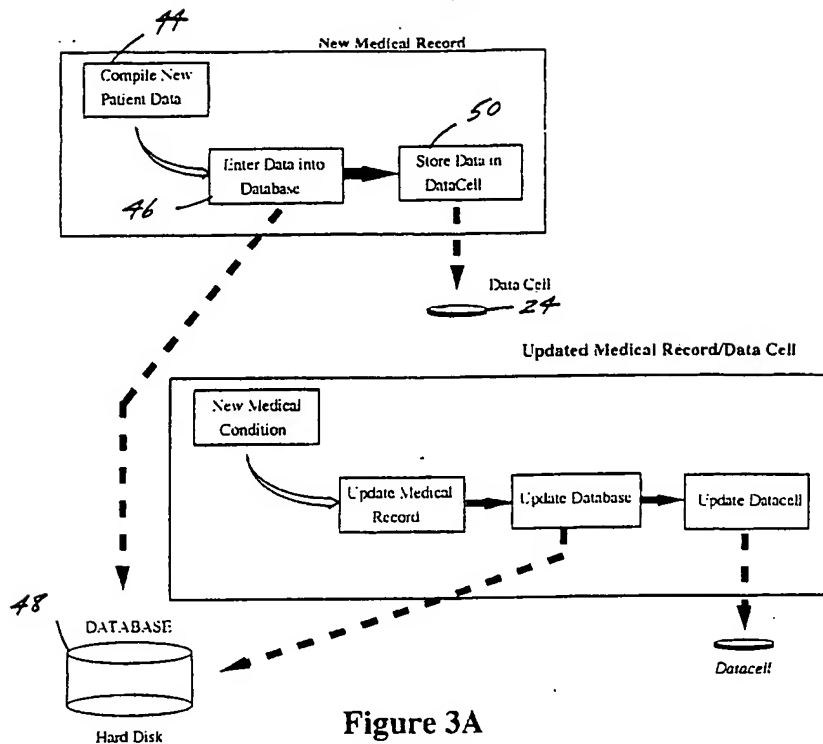 44
New Medical Record
Compile New
Patient Data
50
Enter Data into
Database
Store Data in
DataCell
46
Data Cell
24
Updated Medical Record/Data Cell
New Medical
Condition
Update Medical
Record
Update Database
Update Datacell
48
DATABASE
Datacell
Hard Disk
Figure 3A